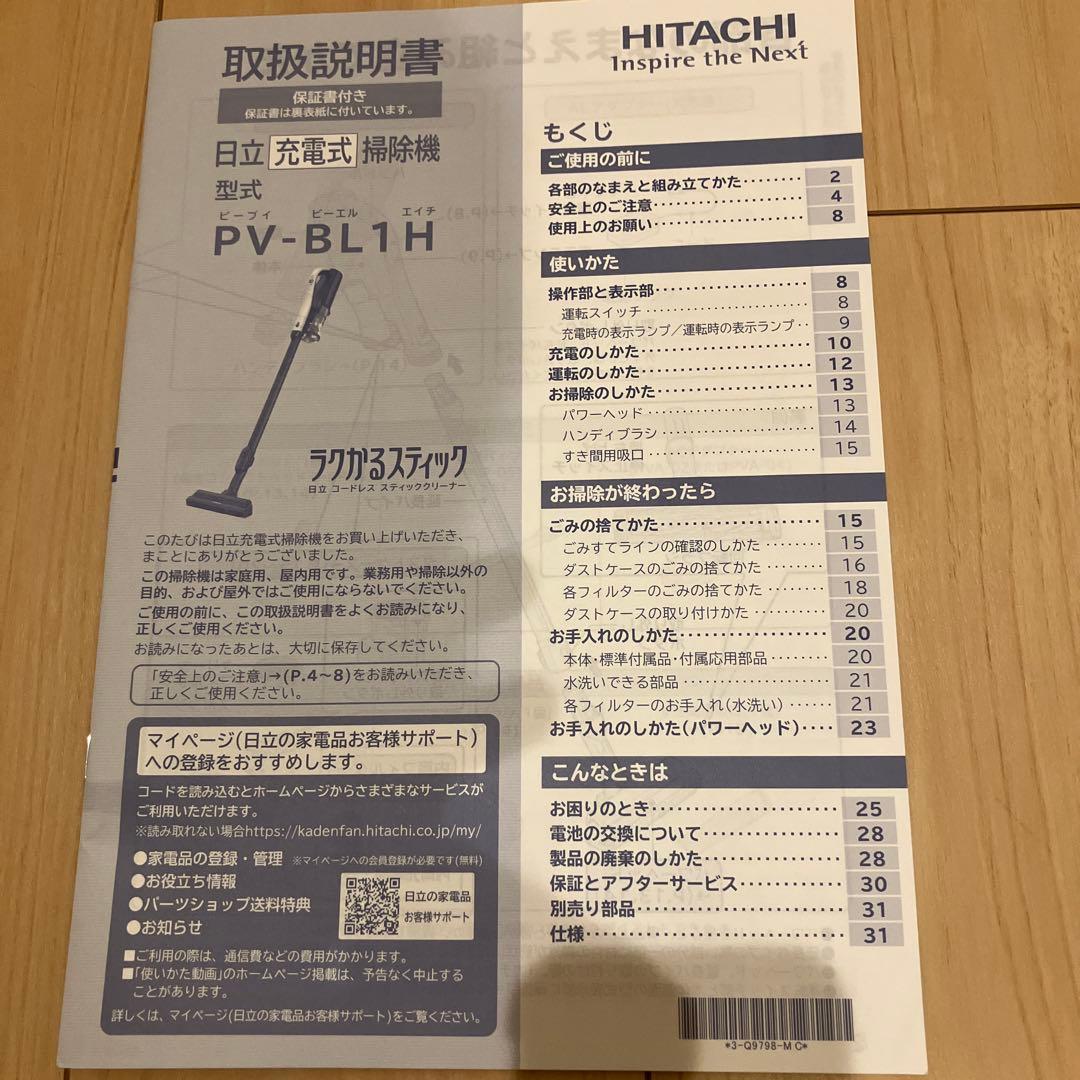 取扱説明書
保証書付き
保証書は裏表紙に付いています。
日立 充電式 掃除機
型式
ピーブイ ビーエル エイチ
PV-BL1H
ラクかるスティック
日立 コードレス スティッククリーナー
このたびは日立充電式掃除機をお買い上げいただき、
まことにありがとうございました。
この掃除機は家庭用、屋内用です。業務用や掃除以外の
目的、および屋外ではご使用にならないでください。
ご使用の前に、この取扱説明書をよくお読みになり、
正しくご使用ください。
お読みになったあとは、大切に保存してください。
「安全上のご注意」→(P.4~8)をお読みいただき、
正しくご使用ください。
マイページ(日立の家電品お客様サポート)
への登録をおすすめします。
コードを読み込むとホームページからさまざまなサービスが
ご利用いただけます。
※読み取れない場合https://kadenfan.hitachi.co.jp/my/
●家電品の登録・管理 ※マイページへの会員登録が必要です(無料)
●お役立ち情報
●パーツショップ送料特典
●お知らせ
日立の家電品
お客様サポート
■ご利用の際は、通信費などの費用がかかります。
■「使いかた動画」のホームページ掲載は、予告なく中止する
ことがあります。
詳しくは、マイページ(日立の家電品お客様サポート)をご覧ください。
HITACHI
Inspire the Next
もくじ
ご使用の前に
各部のなまえと組み立てかた‥‥‥‥ 2
安全上のご注意‥‥‥‥‥‥‥‥ 4
使用上のお願い‥‥‥‥‥‥‥‥ 8
使いかた
操作部と表示部‥‥‥‥‥‥‥‥ 8
運転スイッチ‥‥‥‥‥‥‥‥ 8
充電時の表示ランプ/運転時の表示ランプ‥ 9
充電のしかた‥‥‥‥‥‥‥‥ 10
運転のしかた‥‥‥‥‥‥‥‥ 12
お掃除のしかた‥‥‥‥‥‥‥‥ 13
パワーヘッド‥‥‥‥‥‥‥‥ 13
ハンディブラシ‥‥‥‥‥‥‥‥ 14
すき間用吸口‥‥‥‥‥‥‥‥ 15
お掃除が終わったら
ごみの捨てかた‥‥‥‥‥‥‥‥ 15
ごみすてラインの確認のしかた‥‥‥‥ 15
ダストケースのごみの捨てかた‥‥‥‥ 16
各フィルターのごみの捨てかた‥‥‥‥ 18
ダストケースの取り付けかた‥‥‥‥ 20
お手入れのしかた‥‥‥‥‥‥‥‥ 20
本体・標準付属品・付属応用部品‥‥‥‥ 20
水洗いできる部品‥‥‥‥‥‥‥‥ 21
各フィルターのお手入れ(水洗い)‥‥‥ 21
お手入れのしかた(パワーヘッド)‥‥ 23
こんなときは
お困りのとき‥‥‥‥‥‥‥‥ 25
電池の交換について‥‥‥‥‥‥‥‥ 28
製品の廃棄のしかた‥‥‥‥‥‥‥‥ 28
保証とアフターサービス‥‥‥‥‥‥ 30
別売り部品‥‥‥‥‥‥‥‥ 31
仕様‥‥‥‥‥‥‥‥ 31
*3-Q9798-MC*